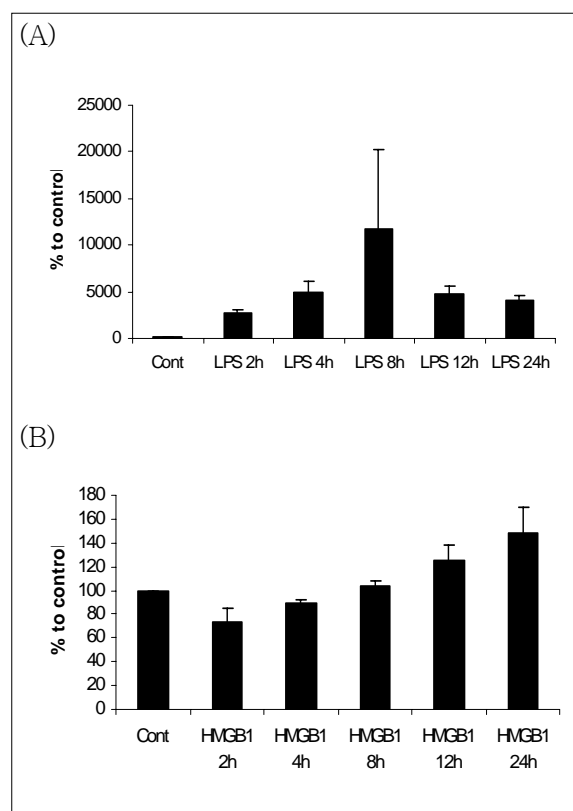 (A)
% to control
25000
20000
15000
10000
5000
0
Cont LPS 2h LPS 4h LPS 8h LPS 12h LPS 24h
(B)
% to control
180
160
140
120
100
80
60
40
20
0
Cont HMGB1 HMGB1 HMGB1 HMGB1 HMGB1
2h 4h 8h 12h 24h